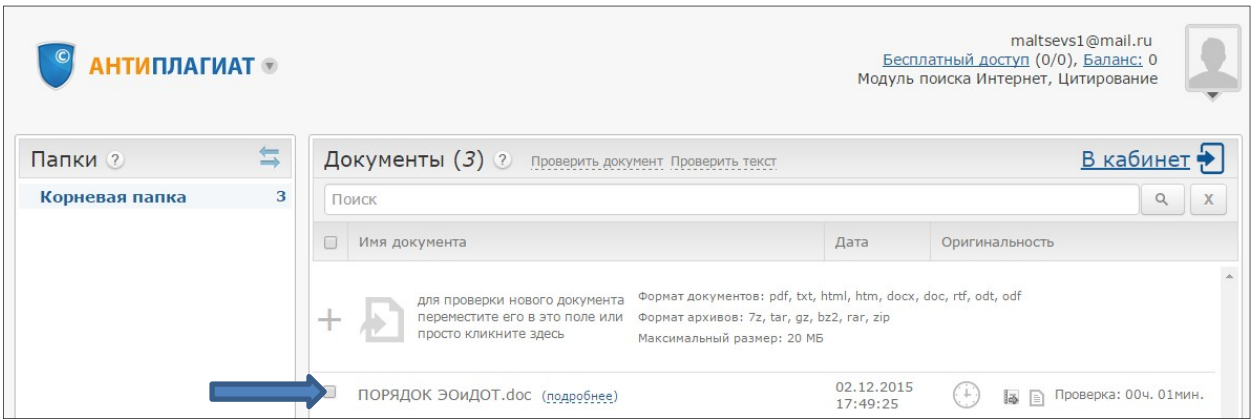 ©
АНТИПЛАГИАТ
maltsevs1@mail.ru
Бесплатный доступ (0/0), Баланс: 0
Модуль поиска Интернет, Цитирование
Папки ?
Корневая папка 3
Документы (3) ? Проверить документ Проверить текст В кабинет
Поиск X
Имя документа Дата Оригинальность
для проверки нового документа
переместите его в это поле или
просто кликните здесь
Формат документов: pdf, txt, html, htm, docx, doc, rtf, odt, odf
Формат архивов: 7z, tar, gz, bz2, rar, zip
Максимальный размер: 20 МБ
ПОРЯДОК ЭОиДОТ.doc (подробнее) 02.12.2015 17:49:25 Проверка: 00ч. 01мин.